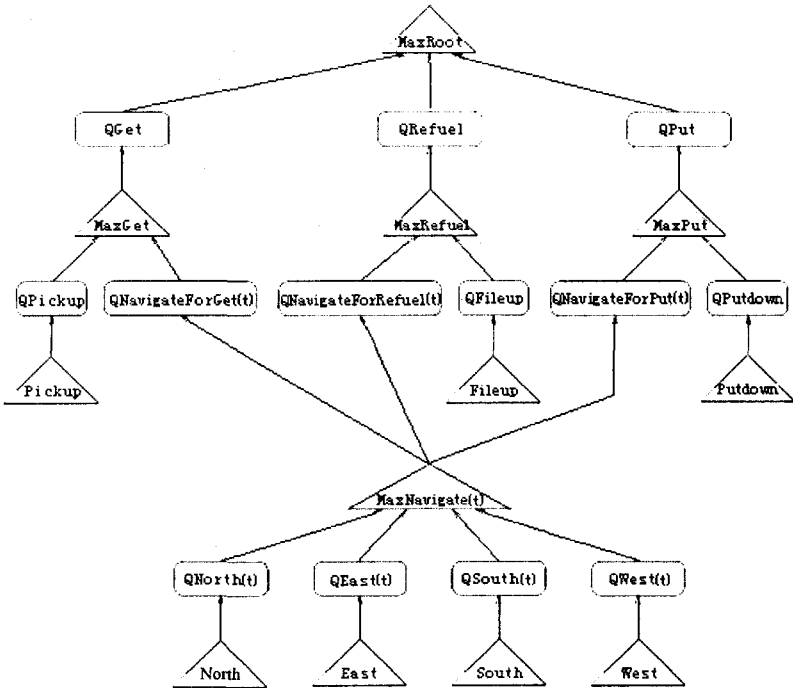 MaxRoot
QGet
QRefuel
QPut
MaxGet
MaxRefuel
MaxPut
QPickup
QNavigateForGet(t)
QNavigateForRefuel(t)
QFileup
QNavigateForPut(t)
QPutdown
Pickup
Fileup
Putdown
MaxNavigate(t)
QNorth(t)
QEast(t)
QSouth(t)
QWest(t)
North
East
South
West